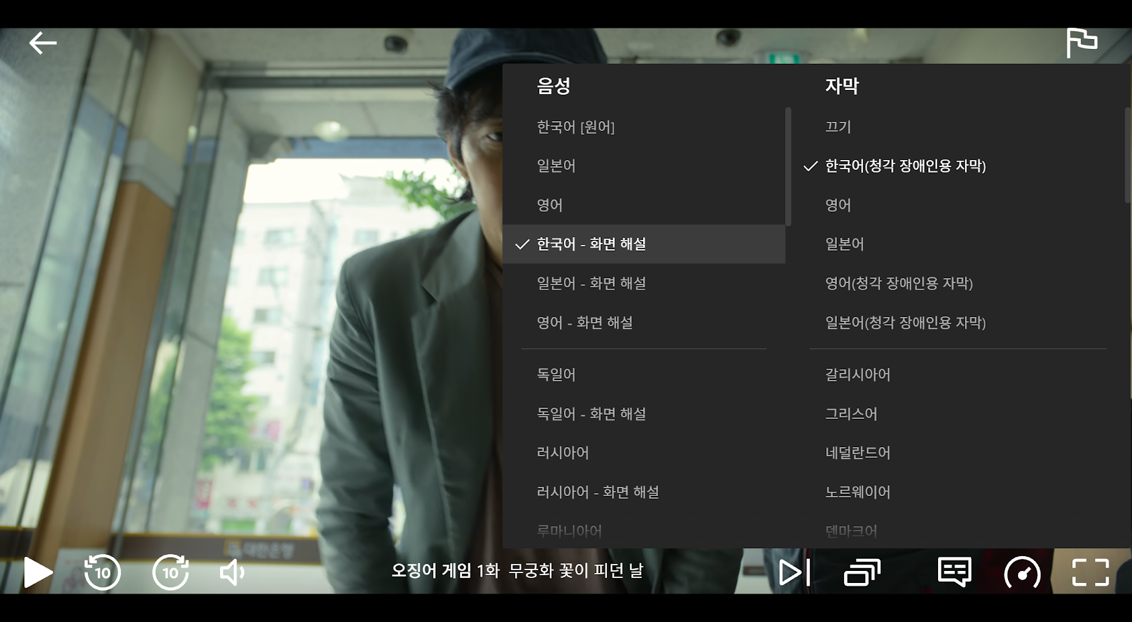 음성
한국어 [원어]
일본어
영어
한국어 - 화면 해설
일본어 - 화면 해설
영어 - 화면 해설
독일어
독일어 - 화면 해설
러시아어
러시아어 - 화면 해설
루마니아어
자막
끄기
한국어(청각 장애인용 자막)
영어
일본어
영어(청각 장애인용 자막)
일본어(청각 장애인용 자막)
갈리시아어
그리스어
네덜란드어
노르웨이어
덴마크어
10
10
오징어 게임 1화 무궁화 꽃이 피던 날